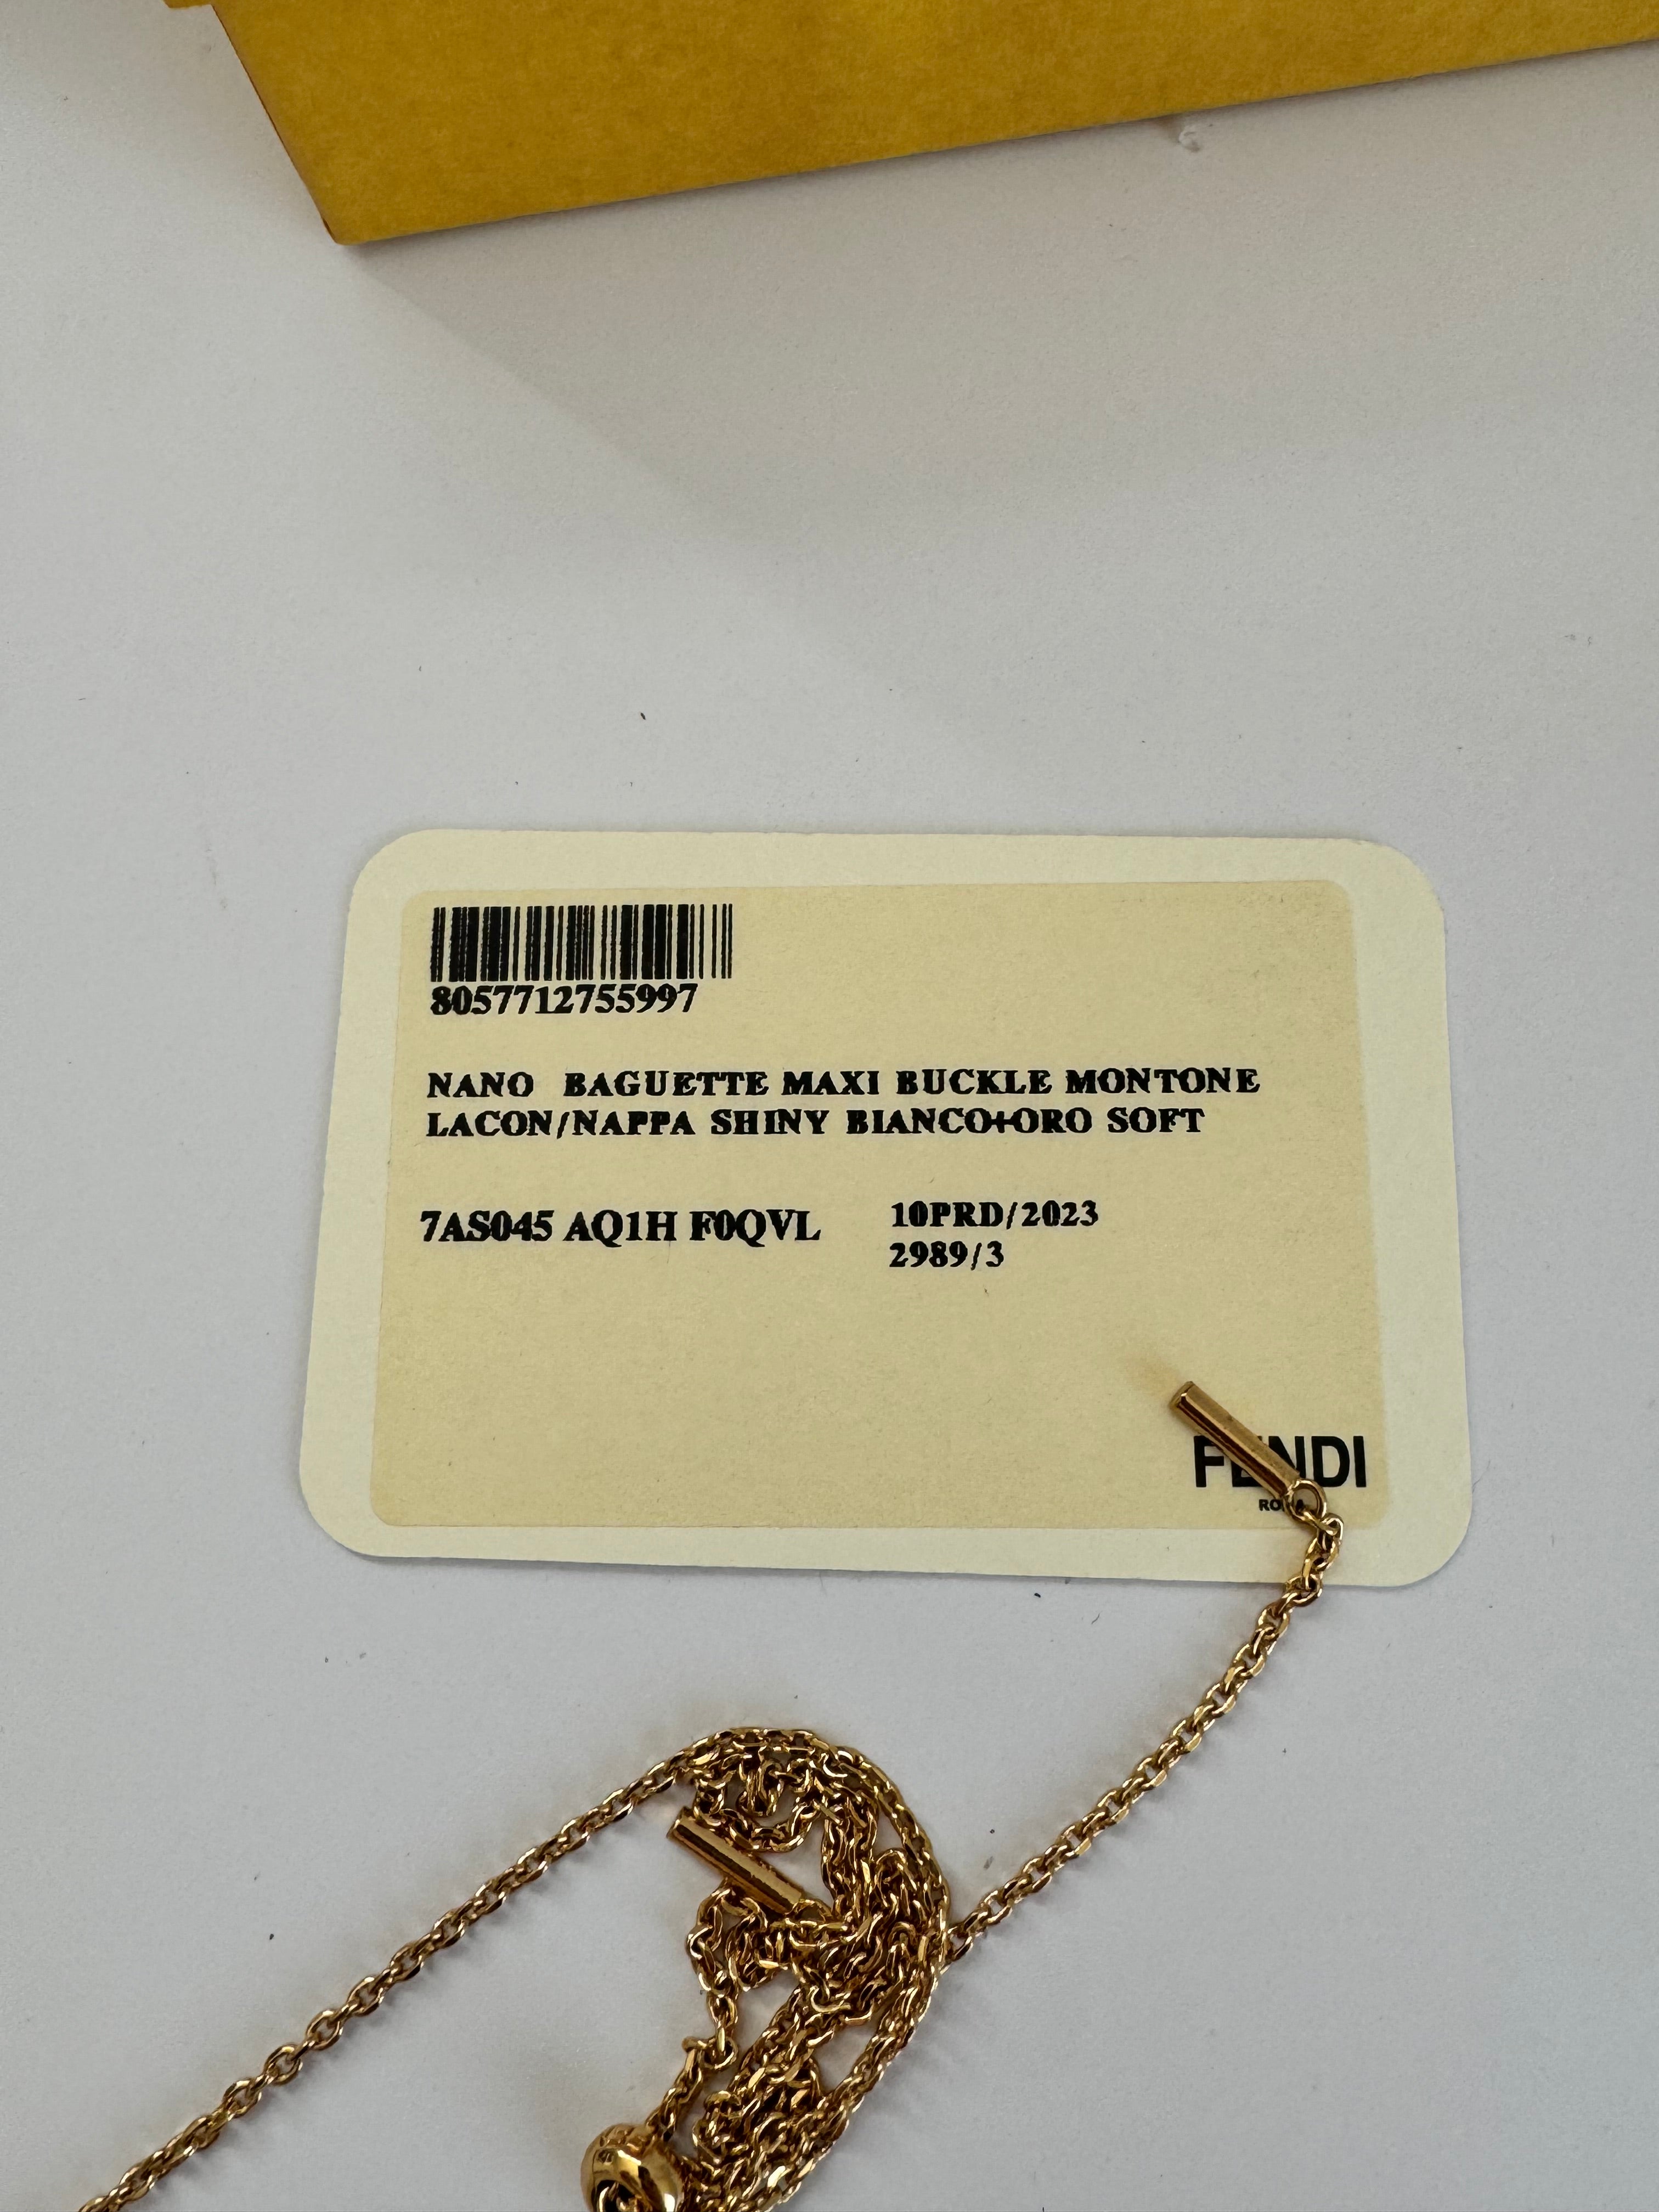 8057712755997
NANO BAGUETTE MAXI BUCKLE MONTONE
LACON/NAPPA SHINY BIANCO+ORO SOFT
7AS045 AQ1H F0QVL
10PRD/2023
2989/3
FENDI
ROMA